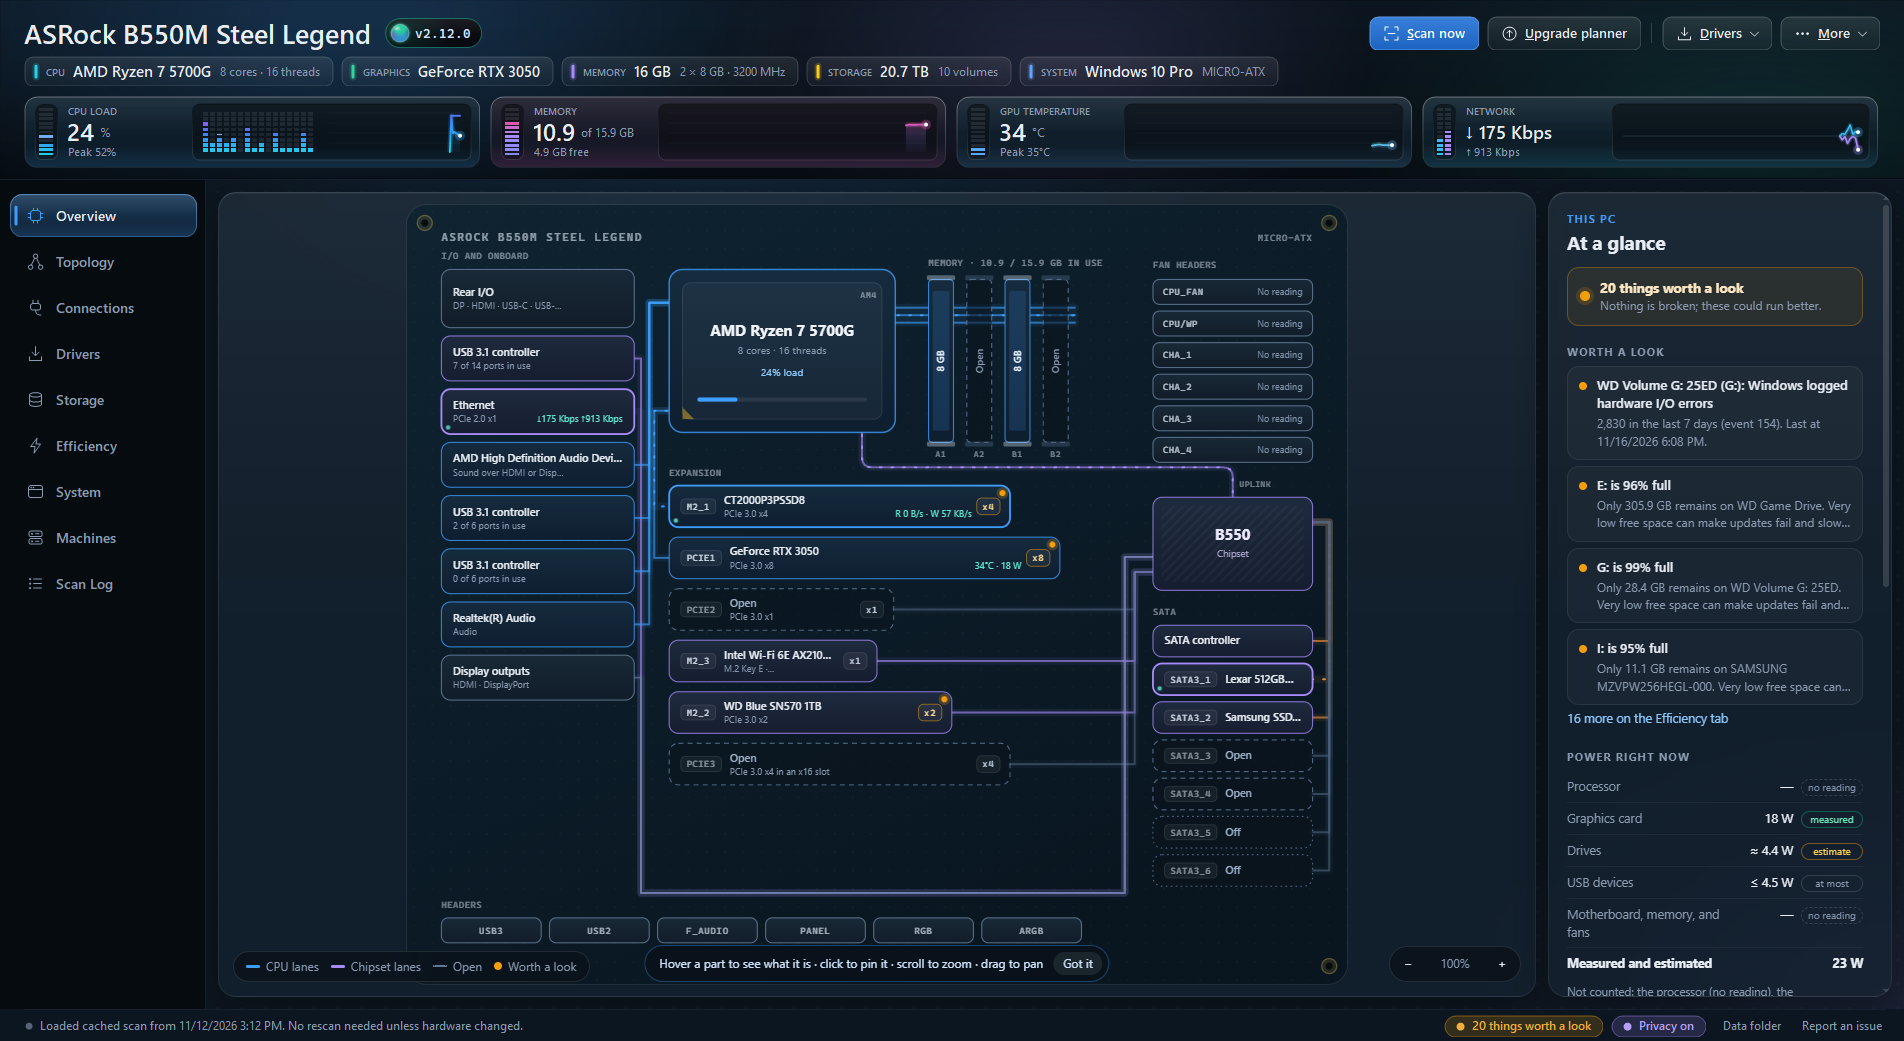 ASRock B550M Steel Legend
v2.12.0
Scan now
Upgrade planner
Drivers
More
CPU AMD Ryzen 7 5700G 8 cores · 16 threads
GRAPHICS GeForce RTX 3050
MEMORY 16 GB 2 × 8 GB · 3200 MHz
STORAGE 20.7 TB 10 volumes
SYSTEM Windows 10 Pro MICRO-ATX
CPU LOAD
24 %
Peak 52%
MEMORY
10.9 of 15.9 GB
4.9 GB free
GPU TEMPERATURE
34 °C
Peak 35°C
NETWORK
↓ 175 Kbps
↑ 913 Kbps
Overview
Topology
Connections
Drivers
Storage
Efficiency
System
Machines
Scan Log
ASROCK B550M STEEL LEGEND
MICRO-ATX
I/O AND ONBOARD
Rear I/O
DP · HDMI · USB-C · USB-...
USB 3.1 controller
7 of 14 ports in use
Ethernet
PCIe 2.0 x1 ↓175 Kbps ↑913 Kbps
AMD High Definition Audio Devi...
Sound over HDMI or Disp...
USB 3.1 controller
2 of 6 ports in use
USB 3.1 controller
0 of 6 ports in use
Realtek(R) Audio
Audio
Display outputs
HDMI · DisplayPort
AM4
AMD Ryzen 7 5700G
8 cores · 16 threads
24% load
MEMORY · 10.9 / 15.9 GB IN USE
8 GB
Open
8 GB
Open
A1 A2 B1 B2
FAN HEADERS
CPU_FAN No reading
CPU/WP No reading
CHA_1 No reading
CHA_2 No reading
CHA_3 No reading
CHA_4 No reading
EXPANSION
M2_1 CT2000P3PSSD8
PCIe 3.0 x4 R 0 B/s · W 57 KB/s x4
PCIE1 GeForce RTX 3050
PCIe 3.0 x8 34°C · 18 W x8
PCIE2 Open
PCIe 3.0 x1 x1
M2_3 Intel Wi-Fi 6E AX210...
M.2 Key E ·... x1
M2_2 WD Blue SN570 1TB
PCIe 3.0 x2 x2
PCIE3 Open
PCIe 3.0 x4 in an x16 slot x4
UPLINK
B550
Chipset
SATA
SATA controller
SATA3_1 Lexar 512GB...
SATA3_2 Samsung SSD...
SATA3_3 Open
SATA3_4 Open
SATA3_5 Off
SATA3_6 Off
HEADERS
USB3
USB2
F_AUDIO
PANEL
RGB
ARGB
CPU lanes
Chipset lanes
Open
Worth a look
Hover a part to see what it is · click to pin it · scroll to zoom · drag to pan
Got it
− 100% +
THIS PC
At a glance
20 things worth a look
Nothing is broken; these could run better.
WORTH A LOOK
WD Volume G: 25ED (G:): Windows logged
hardware I/O errors
2,830 in the last 7 days (event 154). Last at
11/16/2026 6:08 PM.
E: is 96% full
Only 305.9 GB remains on WD Game Drive. Very
low free space can make updates fail and slow...
G: is 99% full
Only 28.4 GB remains on WD Volume G: 25ED.
Very low free space can make updates fail and...
I: is 95% full
Only 11.1 GB remains on SAMSUNG
MZVPW256HEGL-000. Very low free space can...
16 more on the Efficiency tab
POWER RIGHT NOW
Processor — no reading
Graphics card 18 W measured
Drives ≈ 4.4 W estimate
USB devices ≤ 4.5 W at most
Motherboard, memory, and
fans — no reading
Measured and estimated 23 W
Not counted: the processor (no reading), the
Loaded cached scan from 11/12/2026 3:12 PM. No rescan needed unless hardware changed.
20 things worth a look
Privacy on
Data folder
Report an issue